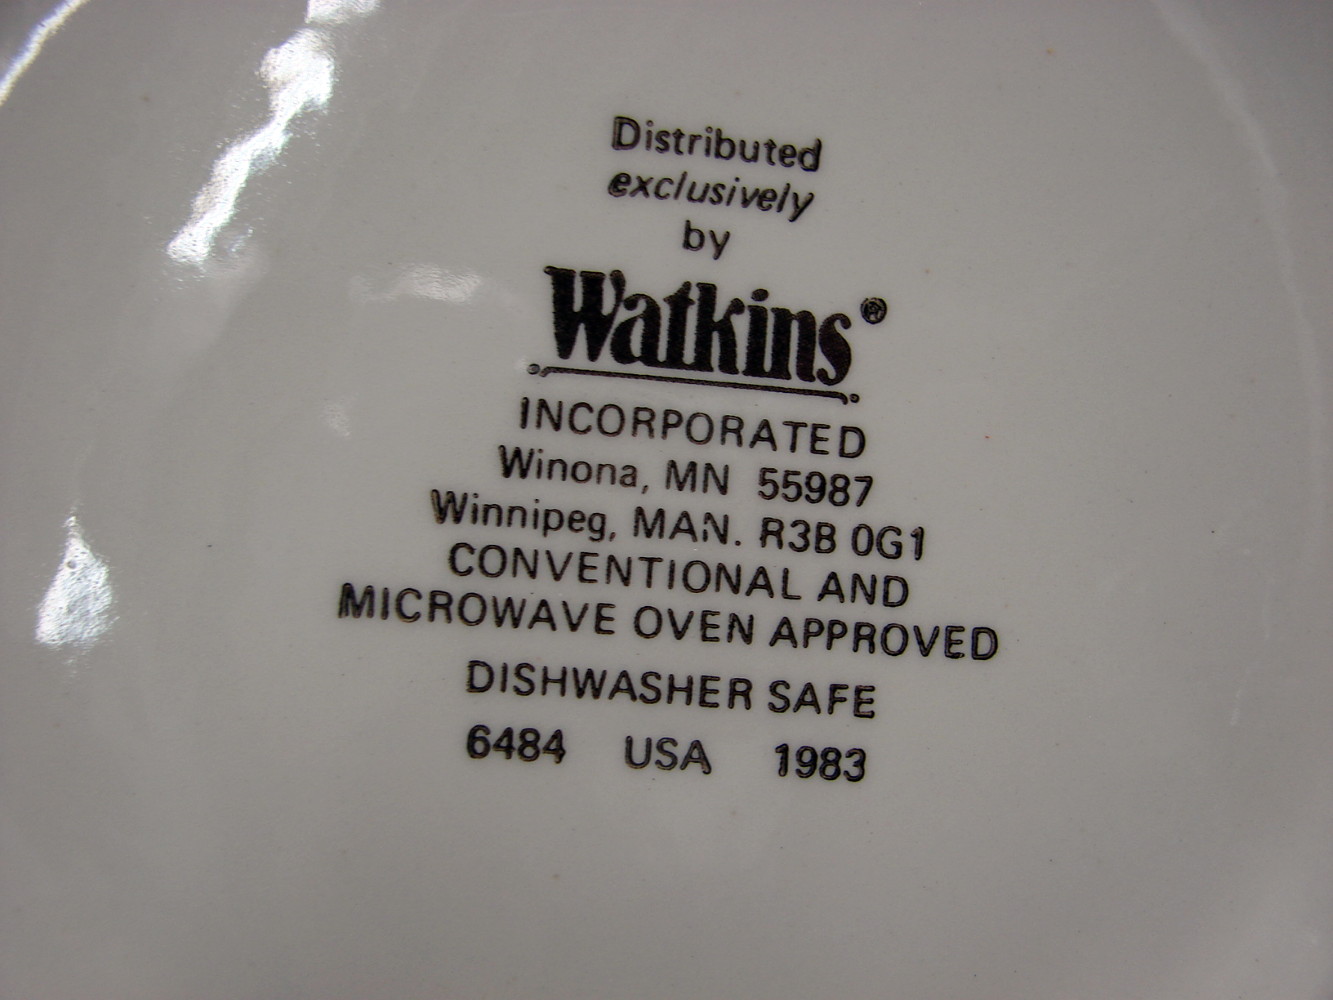 Distributed
exclusively
by
Watkins®
INCORPORATED
Winona, MN 55987
Winnipeg, MAN. R3B 0G1
CONVENTIONAL AND
MICROWAVE OVEN APPROVED
DISHWASHER SAFE
6484 USA 1983